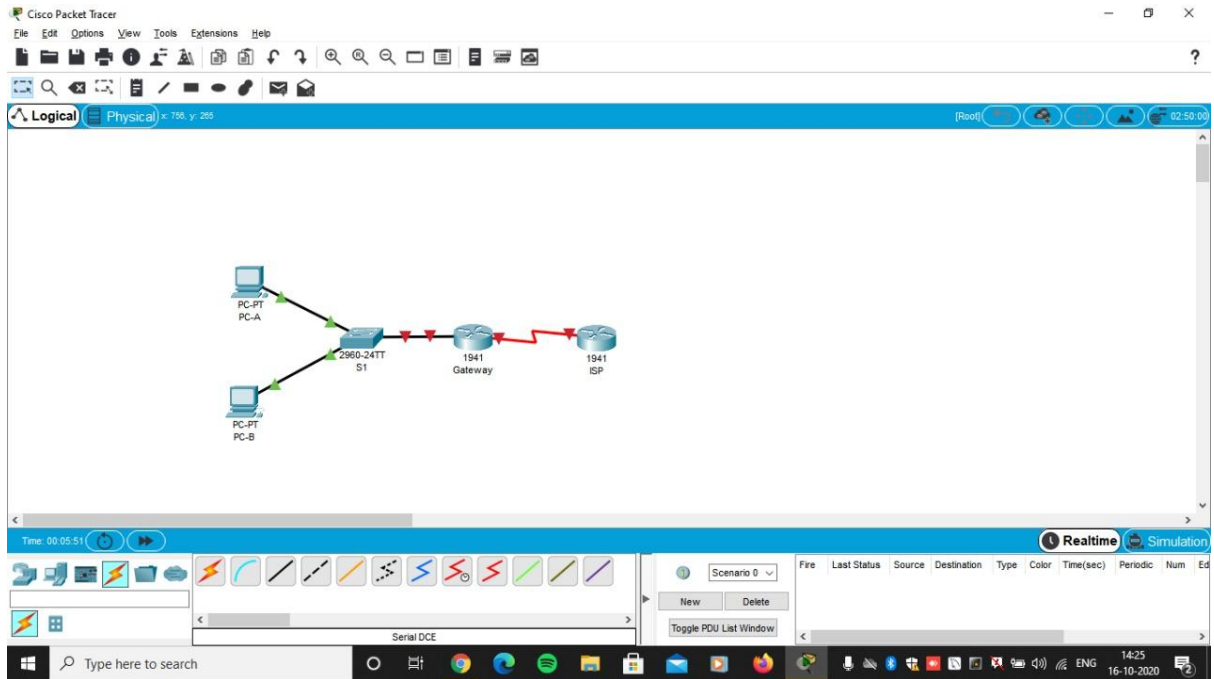 Cisco Packet Tracer
File Edit Options View Tools Extensions Help
?
Logical Physical x: 756, y: 265 [Root] 02:50:00
PC-PT
PC-A
2960-24TT
S1
1941
Gateway
1941
ISP
PC-PT
PC-B
Time: 00:05:51 Realtime Simulation
Scenario 0
New Delete
Toggle PDU List Window
Fire Last Status Source Destination Type Color Time(sec) Periodic Num Ed
Serial DCE
Type here to search
ENG
14:25
16-10-2020
2